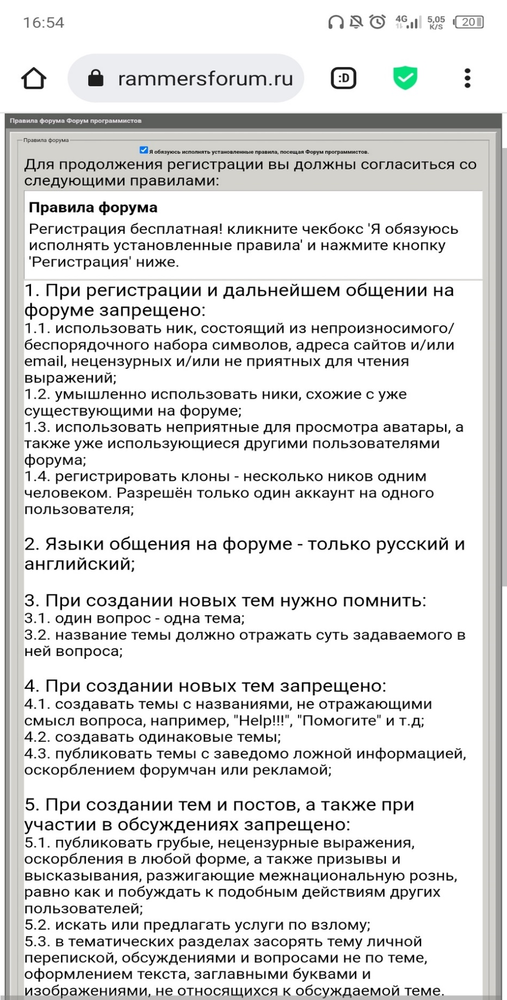 16:54
4G
5,05
K/S
20
rammersforum.ru
:D
Правила форума Форум программистов
Правила форума
Я обязуюсь исполнять установленные правила, посещая Форум программистов.
Для продолжения регистрации вы должны согласиться со
следующими правилами:
Правила форума
Регистрация бесплатная! кликните чекбокс 'Я обязуюсь
исполнять установленные правила' и нажмите кнопку
'Регистрация' ниже.
1. При регистрации и дальнейшем общении на
форуме запрещено:
1.1. использовать ник, состоящий из непроизносимого/
беспорядочного набора символов, адреса сайтов и/или
email, нецензурных и/или не приятных для чтения
выражений;
1.2. умышленно использовать ники, схожие с уже
существующими на форуме;
1.3. использовать неприятные для просмотра аватары, а
также уже использующиеся другими пользователями
форума;
1.4. регистрировать клоны - несколько ников одним
человеком. Разрешён только один аккаунт на одного
пользователя;
2. Языки общения на форуме - только русский и
английский;
3. При создании новых тем нужно помнить:
3.1. один вопрос - одна тема;
3.2. название темы должно отражать суть задаваемого в
ней вопроса;
4. При создании новых тем запрещено:
4.1. создавать темы с названиями, не отражающими
смысл вопроса, например, "Help!!!", "Помогите" и т.д;
4.2. создавать одинаковые темы;
4.3. публиковать темы с заведомо ложной информацией,
оскорблением форумчан или рекламой;
5. При создании тем и постов, а также при
участии в обсуждениях запрещено:
5.1. публиковать грубые, нецензурные выражения,
оскорбления в любой форме, а также призывы и
высказывания, разжигающие межнациональную рознь,
равно как и побуждать к подобным действиям других
пользователей;
5.2. искать или предлагать услуги по взлому;
5.3. в тематических разделах засорять тему личной
перепиской, обсуждениями и вопросами не по теме,
оформлением текста, заглавными буквами и
изображениями, не относящихся к обсуждаемой теме.